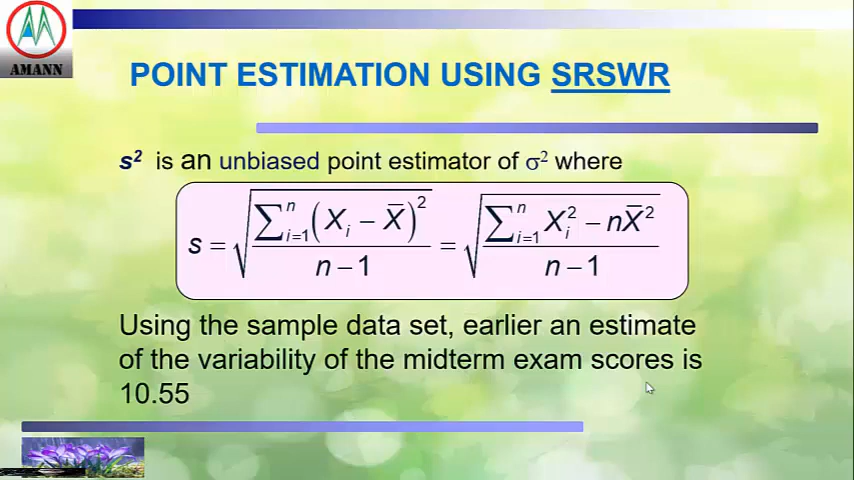 AMANN
POINT ESTIMATION USING SRSWR
s² is an unbiased point estimator of σ² where
s = √(∑ⁿᵢ₌₁ (Xᵢ − X̄)² / (n − 1)) = √((∑ⁿᵢ₌₁ Xᵢ² − nX̄²) / (n − 1))
Using the sample data set, earlier an estimate
of the variability of the midterm exam scores is
10.55